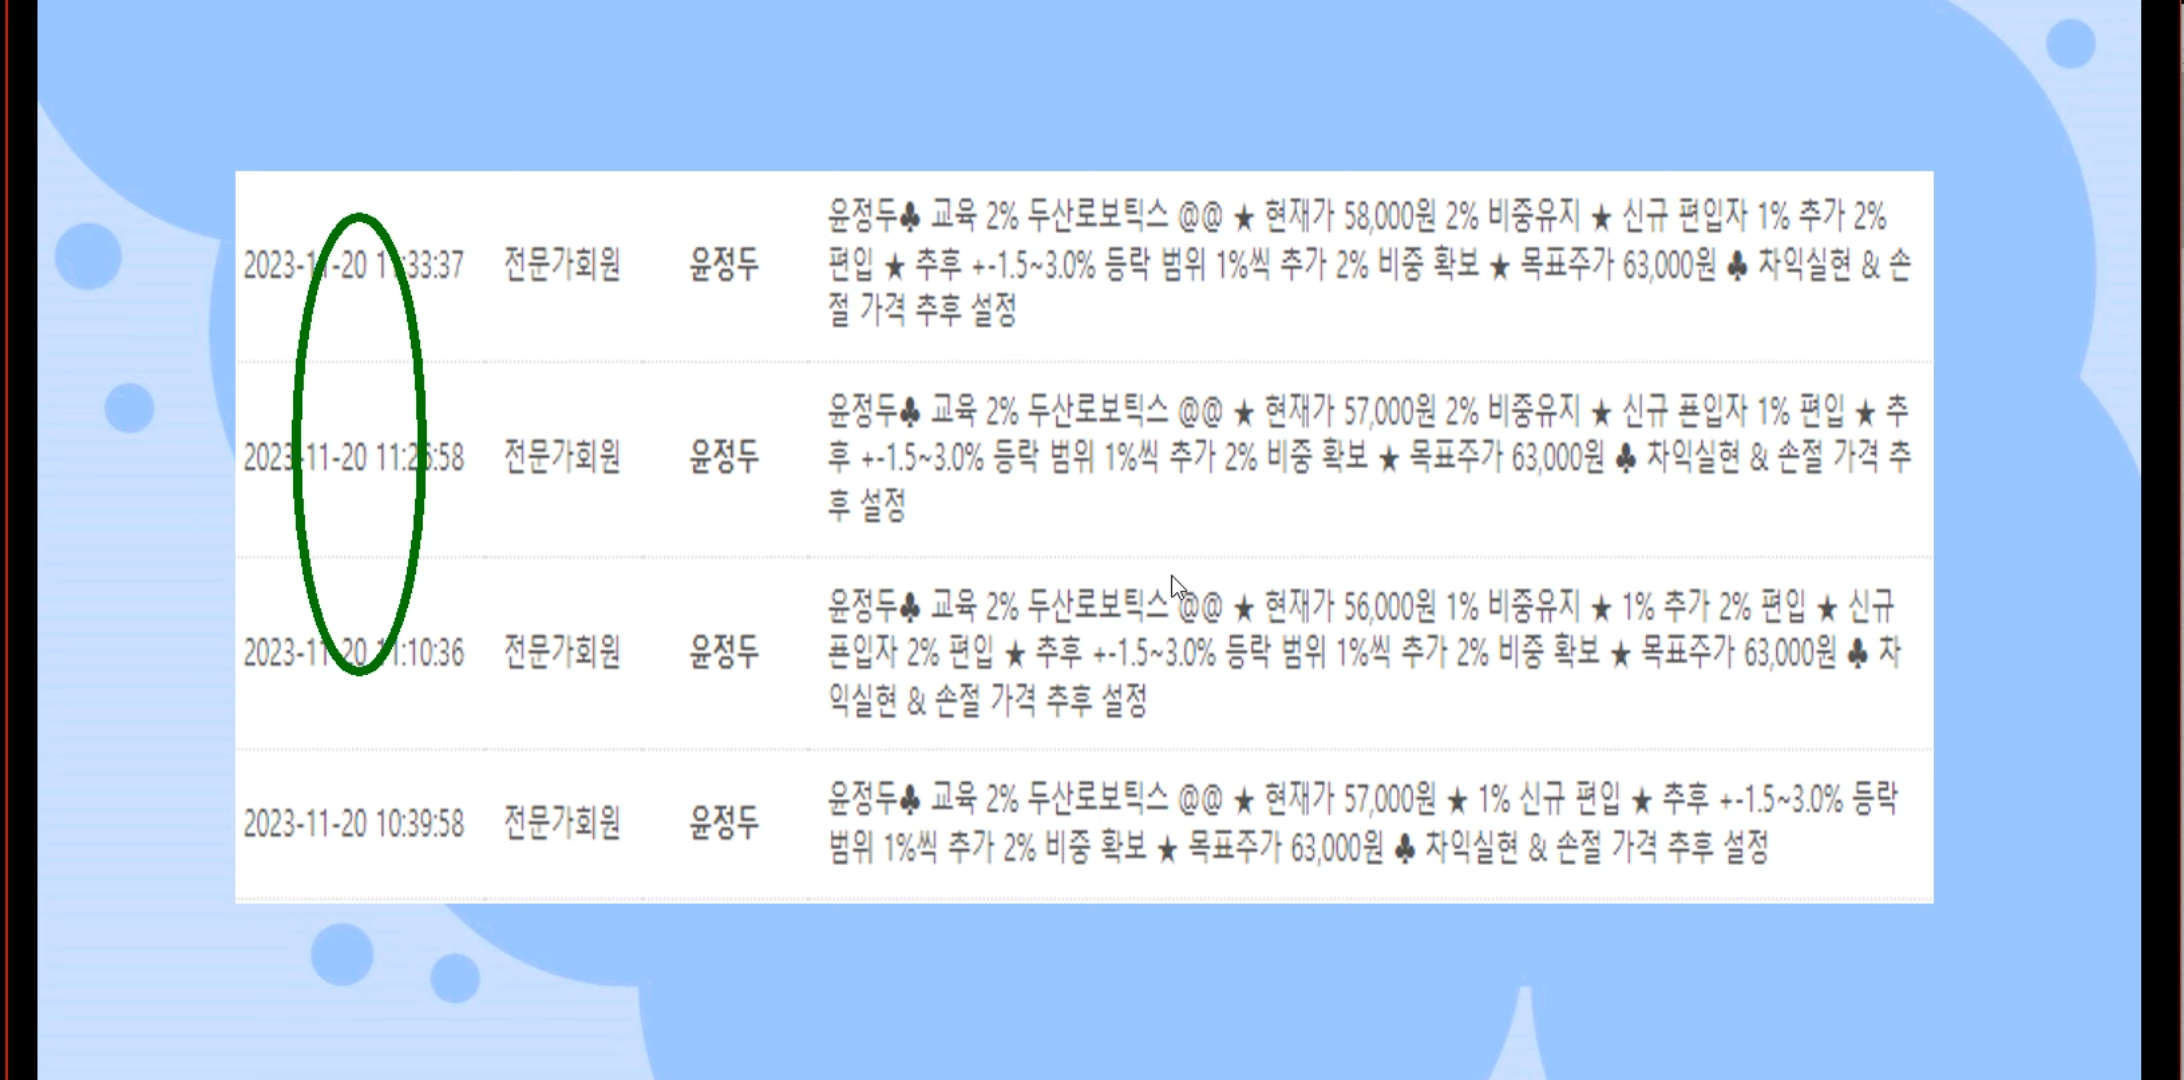 윤정두♣ 교육 2% 두산로보틱스 @@ ★ 현재가 58,000원 2% 비중유지 ★ 신규 편입자 1% 추가 2%
2023-11-20 11:33:37 전문가회원 윤정두 편입 ★ 추후 +-1.5~3.0% 등락 범위 1%씩 추가 2% 비중 확보 ★ 목표주가 63,000원 ♣ 차익실현 & 손
절 가격 추후 설정
윤정두♣ 교육 2% 두산로보틱스 @@ ★ 현재가 57,000원 2% 비중유지 ★ 신규 푠입자 1% 편입 ★ 추
2023-11-20 11:26:58 전문가회원 윤정두 후 +-1.5~3.0% 등락 범위 1%씩 추가 2% 비중 확보 ★ 목표주가 63,000원 ♣ 차익실현 & 손절 가격 추
후 설정
윤정두♣ 교육 2% 두산로보틱스 @@ ★ 현재가 56,000원 1% 비중유지 ★ 1% 추가 2% 편입 ★ 신규
2023-11-20 11:10:36 전문가회원 윤정두 푠입자 2% 편입 ★ 추후 +-1.5~3.0% 등락 범위 1%씩 추가 2% 비중 확보 ★ 목표주가 63,000원 ♣ 차
익실현 & 손절 가격 추후 설정
윤정두♣ 교육 2% 두산로보틱스 @@ ★ 현재가 57,000원 ★ 1% 신규 편입 ★ 추후 +-1.5~3.0% 등락
2023-11-20 10:39:58 전문가회원 윤정두 범위 1%씩 추가 2% 비중 확보 ★ 목표주가 63,000원 ♣ 차익실현 & 손절 가격 추후 설정